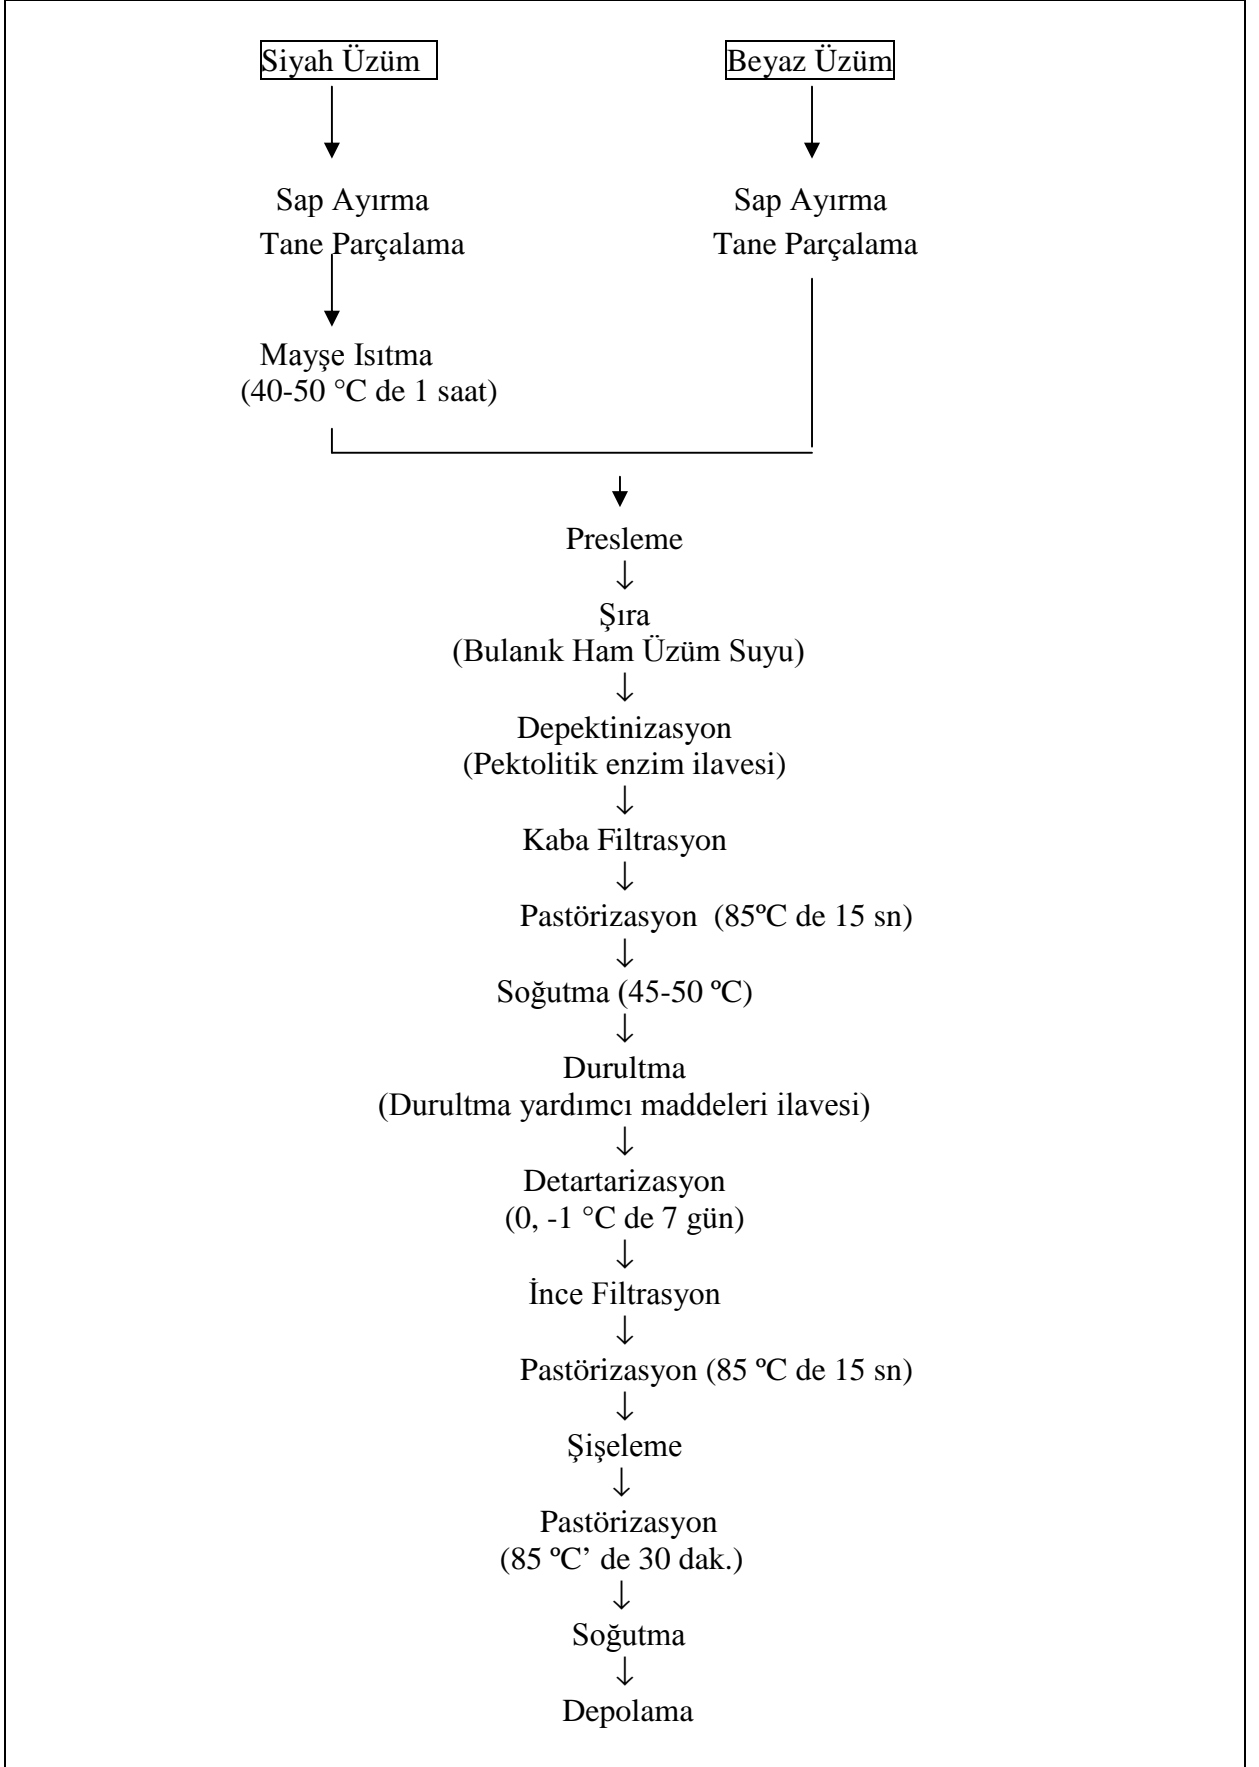 Siyah Üzüm
Beyaz Üzüm
Sap Ayırma
Tane Parçalama
Sap Ayırma
Tane Parçalama
Mayşe Isıtma
(40-50 °C de 1 saat)
Presleme
↓
Şıra
(Bulanık Ham Üzüm Suyu)
↓
Depektinizasyon
(Pektolitik enzim ilavesi)
↓
Kaba Filtrasyon
↓
Pastörizasyon (85ºC de 15 sn)
↓
Soğutma (45-50 ºC)
↓
Durultma
(Durultma yardımcı maddeleri ilavesi)
↓
Detartarizasyon
(0, -1 °C de 7 gün)
↓
İnce Filtrasyon
↓
Pastörizasyon (85 ºC de 15 sn)
↓
Şişeleme
↓
Pastörizasyon
(85 ºC’ de 30 dak.)
↓
Soğutma
↓
Depolama